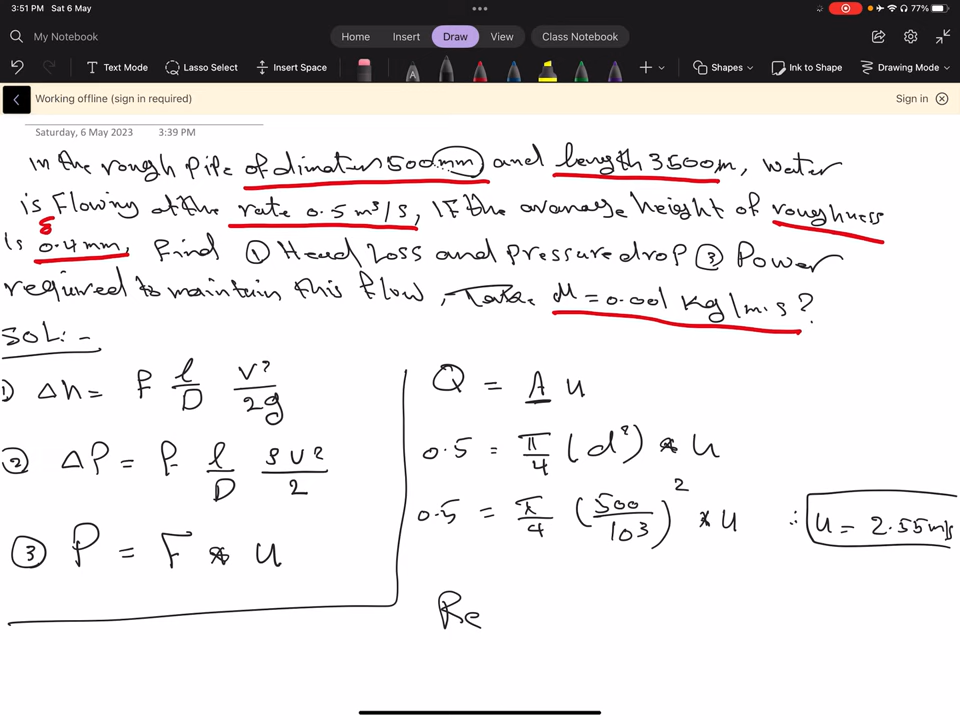 3:51 PM Sat 6 May
77%
My Notebook
Home Insert Draw View Class Notebook
Text Mode Lasso Select Insert Space A Shapes Ink to Shape Drawing Mode
Working offline (sign in required) Sign in
Saturday, 6 May 2023 3:39 PM
In the rough Pipe of dimater 500mm and length 3500m, water
is flowing at the rate 0.5 m³/s, If the avarage height of roughness
ε
is 0.4mm, Find ① Head Loss and pressure drop ③ Power
required to maintain this flow, Take M = 0.001 Kg/m.s?
SOL:-
1) Δh = f l/D v²/2g
② ΔP = f l/D ρv²/2
③ P = F * u
Q = A u
0.5 = π/4 (d²) * u
0.5 = π/4 (500/10³)² * u ∴ u = 2.55m/s
Re